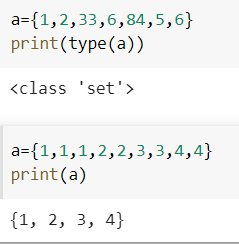 a={1,2,33,6,84,5,6}
print(type(a))
<class 'set'>
a={1,1,1,2,2,3,3,4,4}
print(a)
{1, 2, 3, 4}